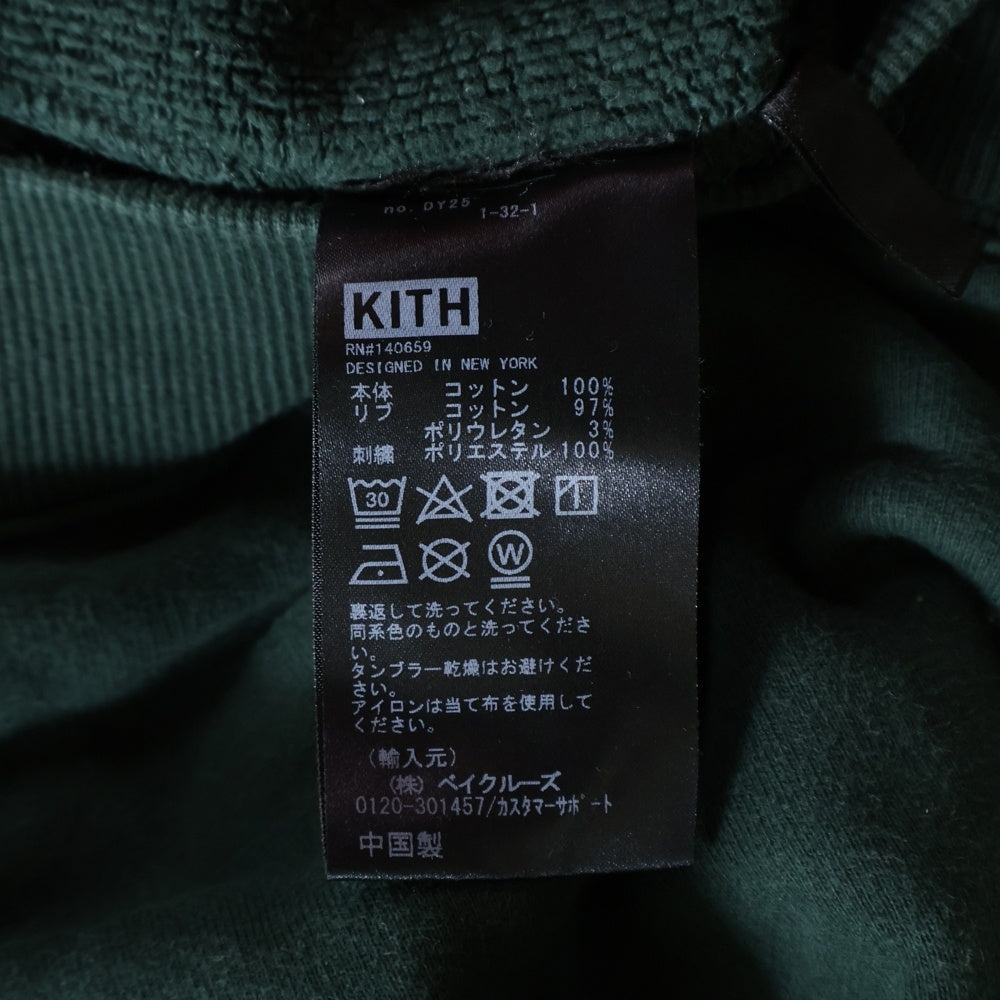 no. DY25 1-32-1
KITH
RN#140659
DESIGNED IN NEW YORK
本体 コットン 100%
リブ コットン 97%
ポリウレタン 3%
刺繍 ポリエステル 100%
30
W
裏返して洗ってください。
同系色のものと洗ってくださ
い。
タンブラー乾燥はお避けくだ
さい。
アイロンは当て布を使用して
ください。
(輸入元)
(株) ベイクルーズ
0120-301457/カスタマーサポート
中国製